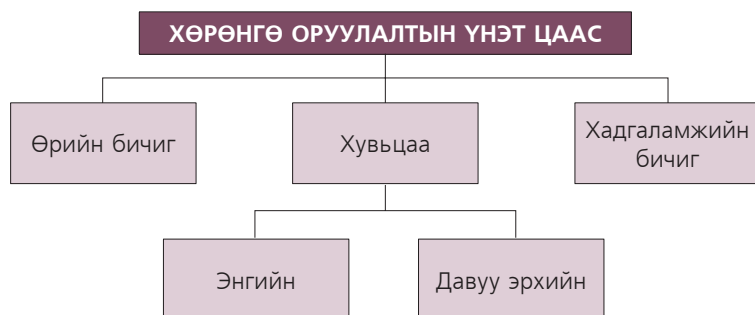 ХӨРӨНГӨ ОРУУЛАЛТЫН ҮНЭТ ЦААС
Өрийн бичиг
Хувьцаа
Хадгаламжийн
бичиг
Энгийн
Давуу эрхийн